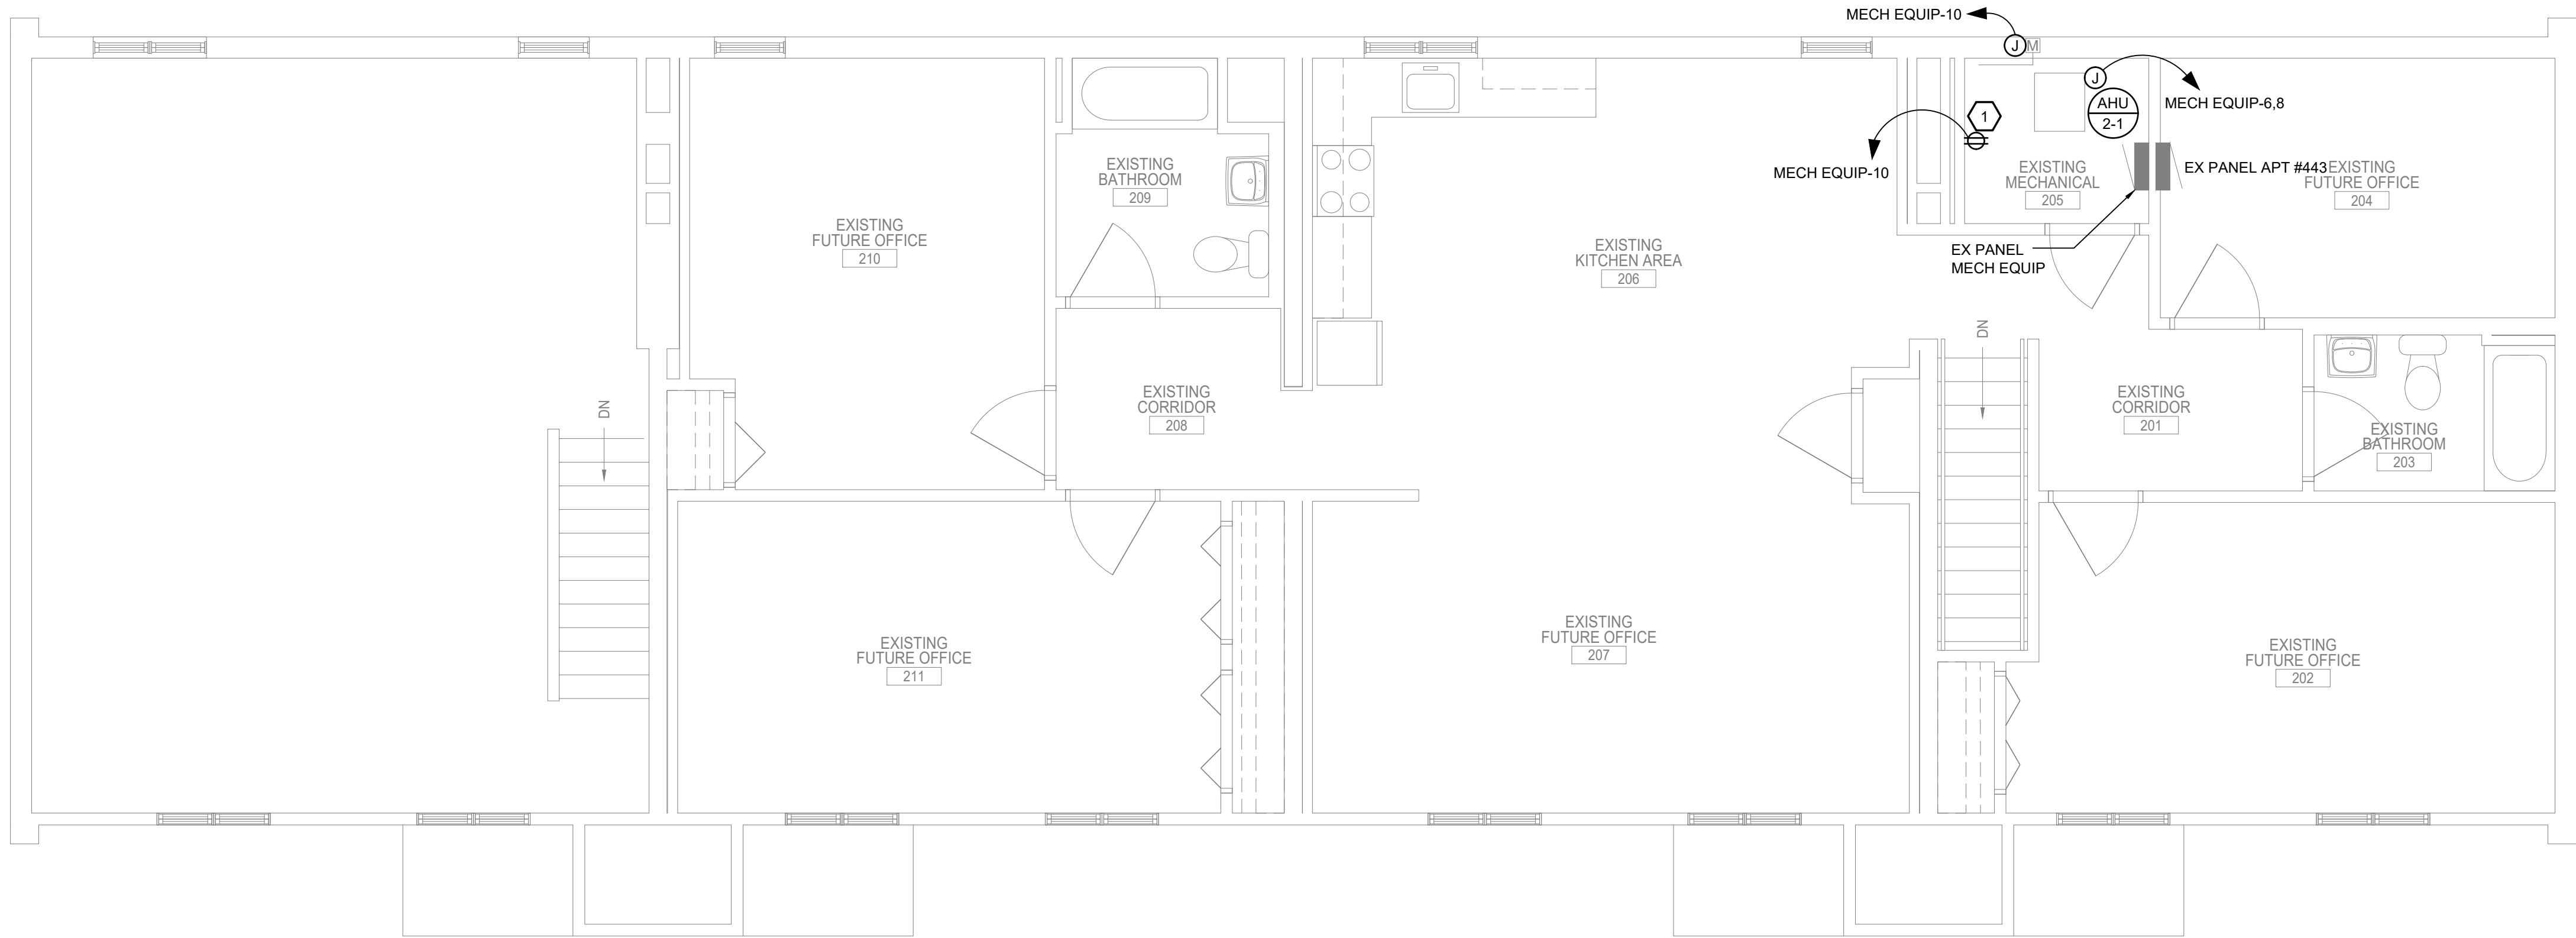 MECH EQUIP-10
J
M
J
AHU
2-1
MECH EQUIP-6,8
1
MECH EQUIP-10
EX PANEL APT #443
EX PANEL
MECH EQUIP
EXISTING
MECHANICAL
205
EXISTING
FUTURE OFFICE
204
EXISTING
BATHROOM
209
EXISTING
FUTURE OFFICE
210
EXISTING
KITCHEN AREA
206
DN
EXISTING
CORRIDOR
208
DN
EXISTING
CORRIDOR
201
EXISTING
BATHROOM
203
EXISTING
FUTURE OFFICE
211
EXISTING
FUTURE OFFICE
207
EXISTING
FUTURE OFFICE
202